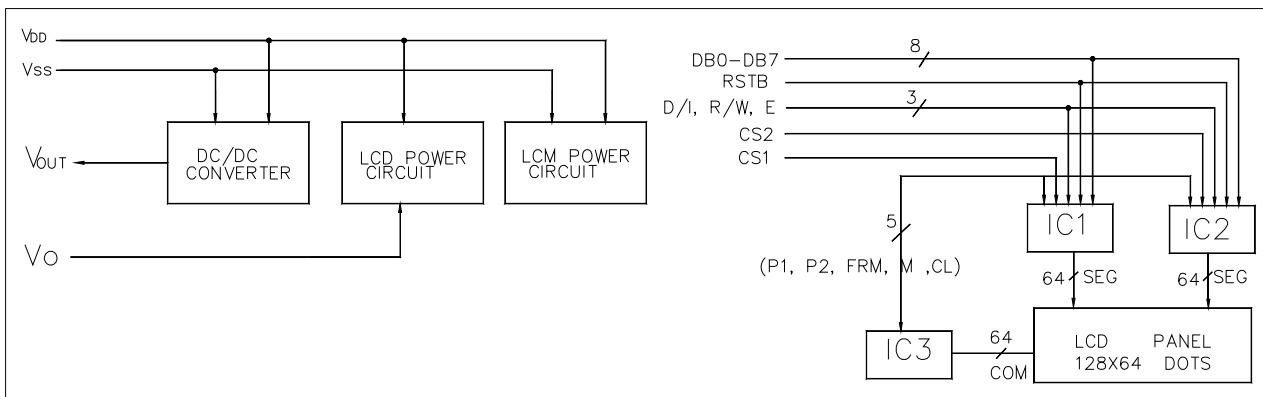 VDD
VSS
DC/DC
CONVERTER
LCD POWER
CIRCUIT
LCM POWER
CIRCUIT
VOUT
VO
DB0-DB7
8
RSTB
D/I, R/W, E
3
CS2
CS1
IC1
IC2
5
(P1, P2, FRM, M ,CL)
64 SEG
64 SEG
IC3
64
COM
LCD PANEL
128X64 DOTS